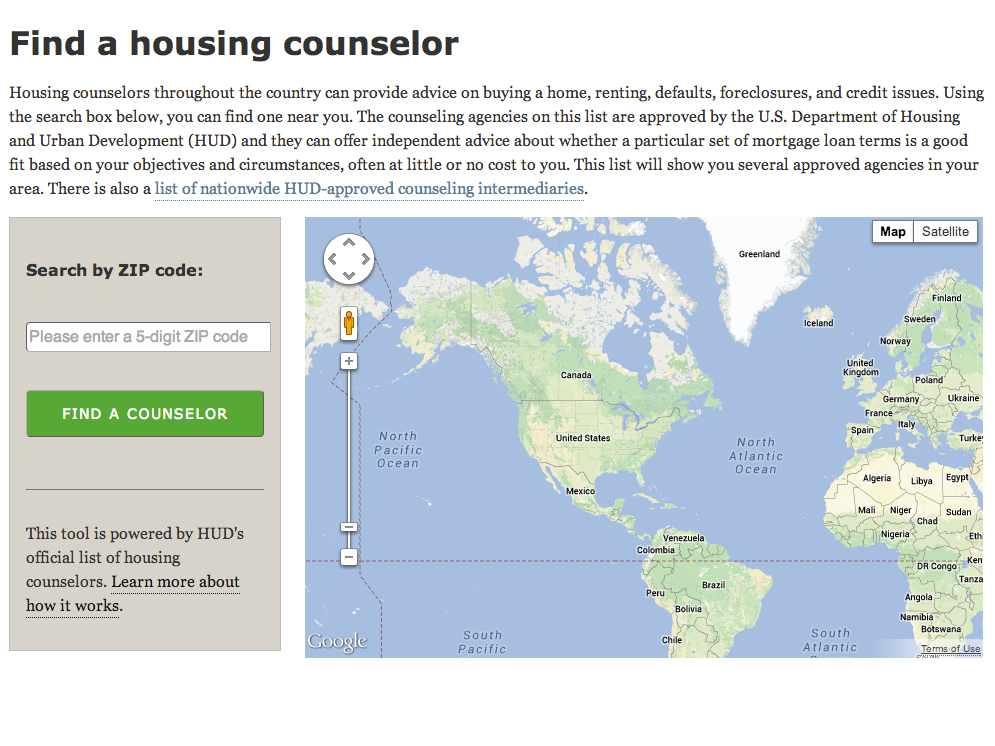 Find a housing counselor
Housing counselors throughout the country can provide advice on buying a home, renting, defaults, foreclosures, and credit issues. Using
the search box below, you can find one near you. The counseling agencies on this list are approved by the U.S. Department of Housing
and Urban Development (HUD) and they can offer independent advice about whether a particular set of mortgage loan terms is a good
fit based on your objectives and circumstances, often at little or no cost to you. This list will show you several approved agencies in your
area. There is also a list of nationwide HUD-approved counseling intermediaries.
Search by ZIP code:
Please enter a 5-digit ZIP code
FIND A COUNSELOR
This tool is powered by HUD's
official list of housing
counselors. Learn more about
how it works.
Map
Satellite
Greenland
Iceland
Finland
Sweden
Norway
United
Kingdom
Poland
Germany
Ukraine
France
Italy
Spain
Turkey
Canada
United States
Mexico
North
Pacific
Ocean
North
Atlantic
Ocean
Algeria
Libya
Egypt
Mali
Niger
Chad
Sudan
Nigeria
Eth
DR Congo
Ken
Tanza
Angola
Namibia
Botswana
Venezuela
Colombia
Brazil
Peru
Bolivia
Chile
South
Pacific
South
Atlantic
Google
Terms of Use